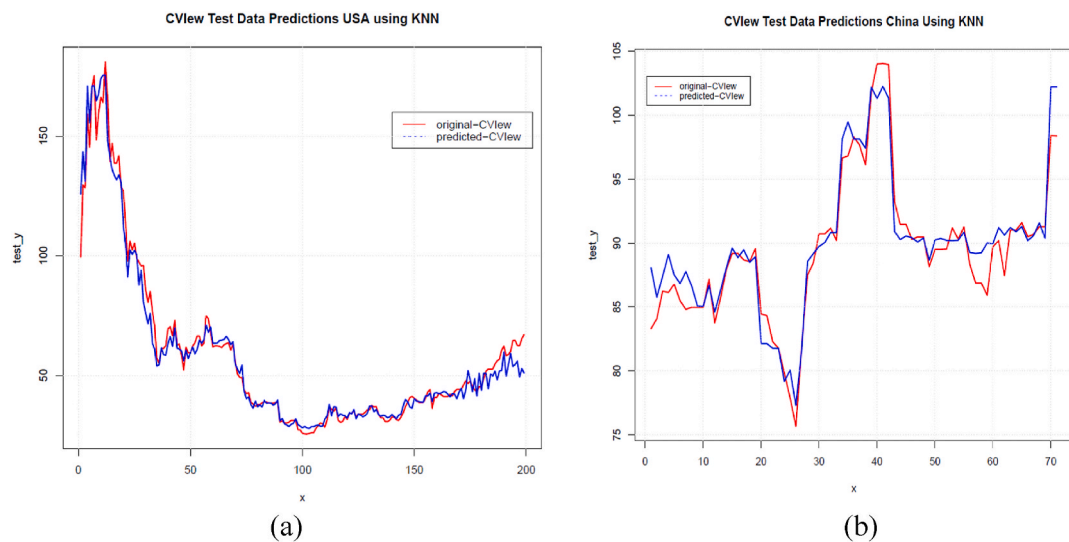 CVIew Test Data Predictions USA using KNN
test_y
150
100
50
original-CVIew
predicted-CVIew
0
50
100
150
200
x
(a)
CVIew Test Data Predictions China Using KNN
test_y
105
100
95
90
85
80
75
original-CVIew
predicted-CVIew
0
10
20
30
40
50
60
70
x
(b)